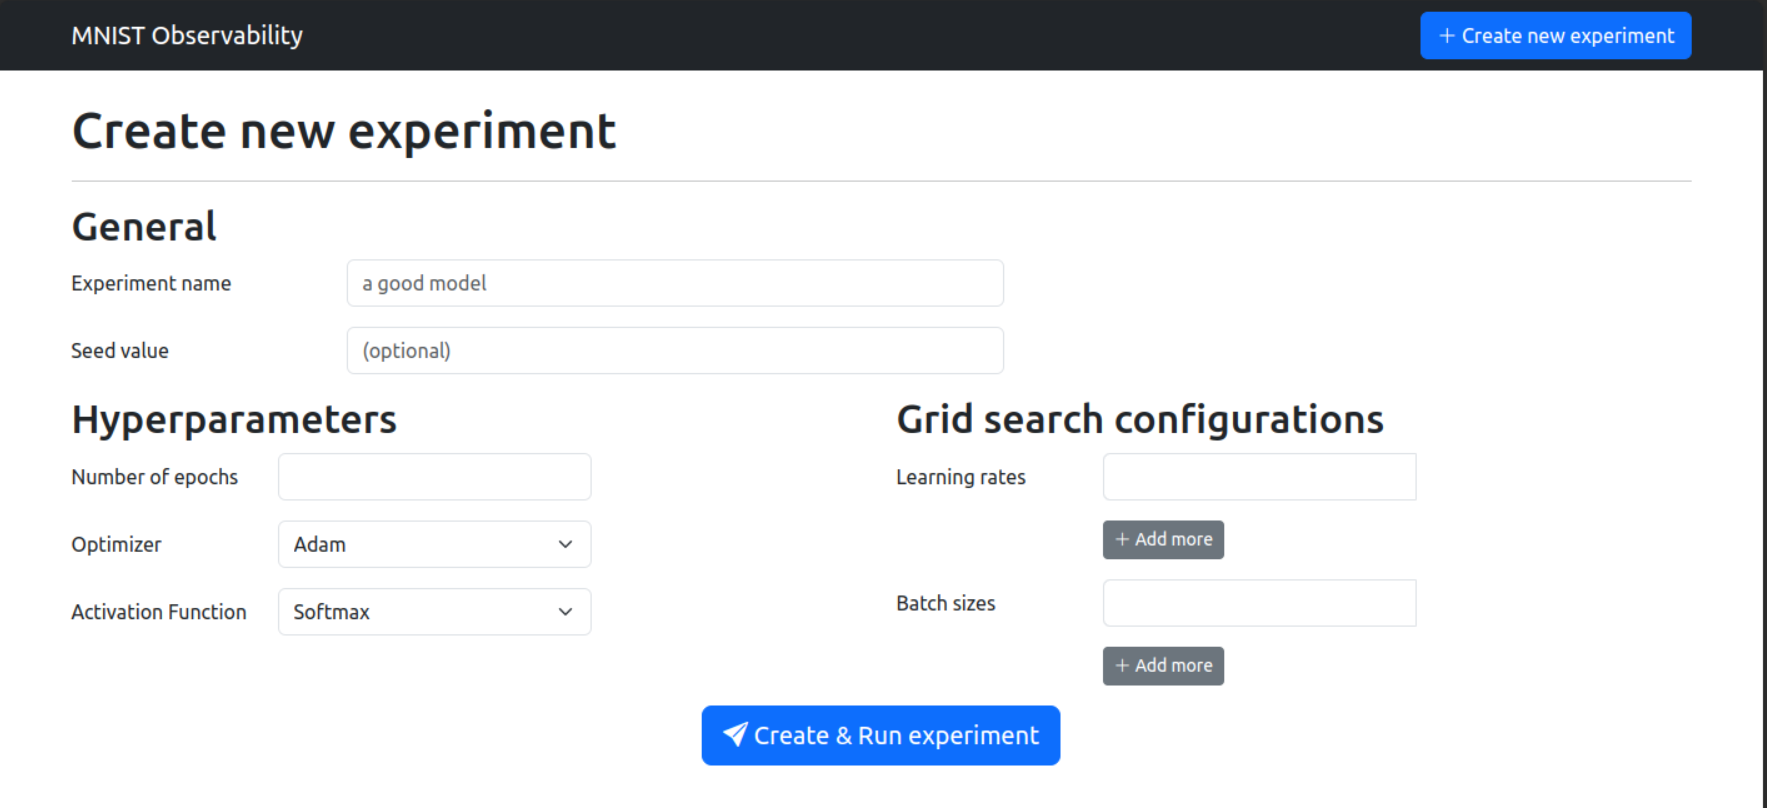 MNIST Observability
+ Create new experiment
Create new experiment
General
Experiment name
a good model
Seed value
(optional)
Hyperparameters
Number of epochs
Optimizer
Adam
Activation Function
Softmax
Grid search configurations
Learning rates
+ Add more
Batch sizes
+ Add more
Create & Run experiment